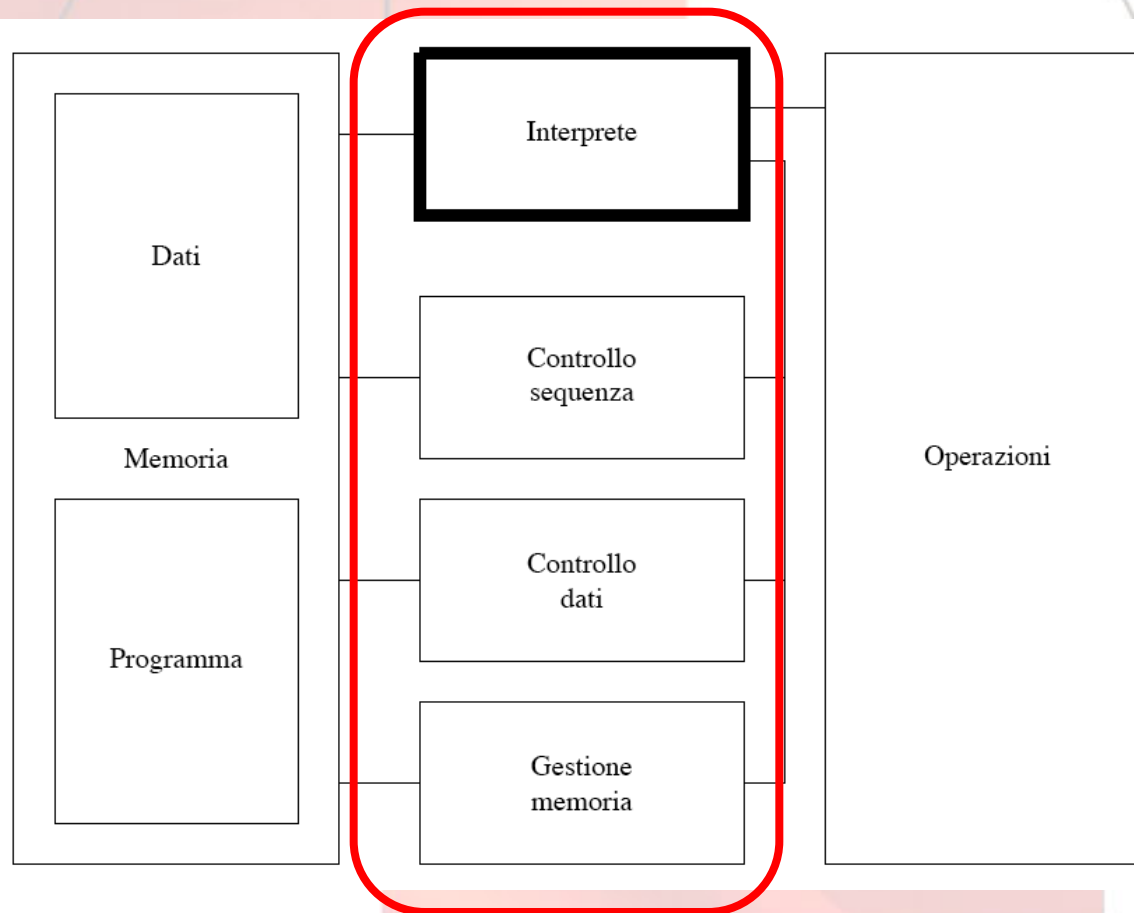 Interprete
Dati
Controllo
sequenza
Memoria
Operazioni
Controllo
dati
Programma
Gestione
memoria